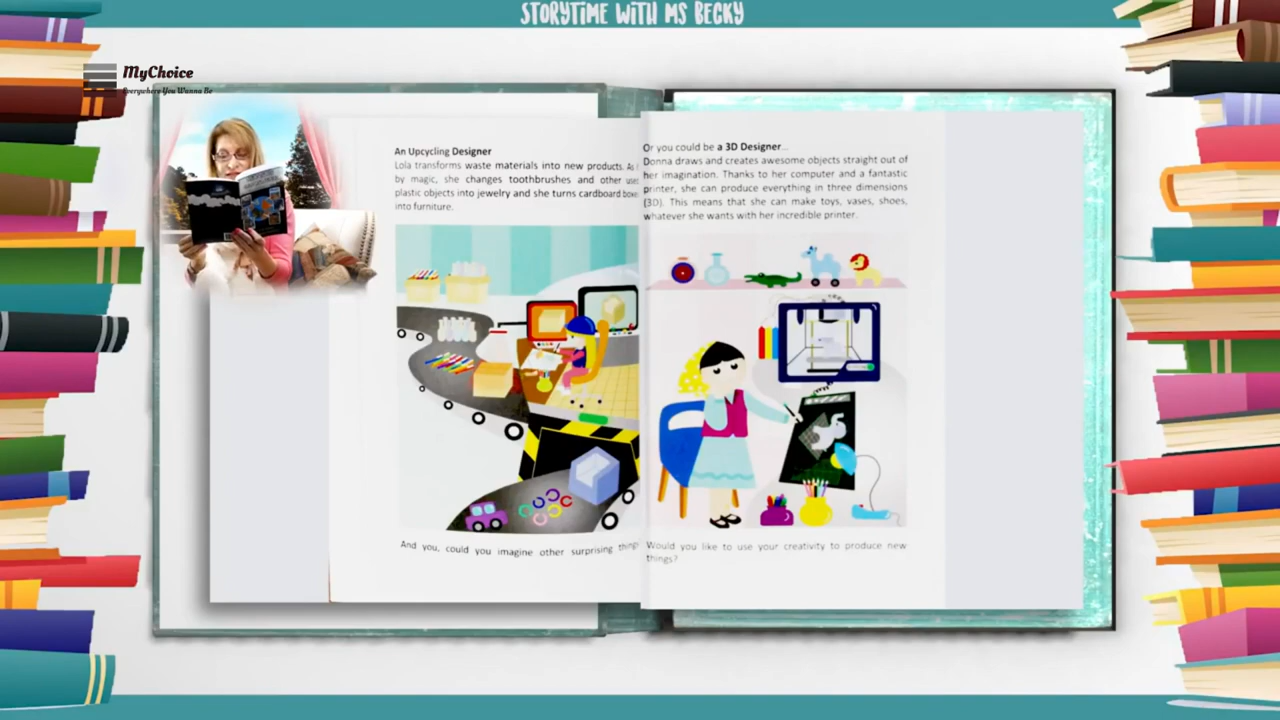 STORYTIME WITH MS BECKY
MyChoice
Everywhere You Wanna Be
An Upcycling Designer
Lola transforms waste materials into new products. As
by magic, she changes toothbrushes and other
plastic objects into jewelry and she turns cardboard
into furniture.
And you, could you imagine other surprising
Or you could be a 3D Designer...
Donna draws and creates awesome objects straight out of
her imagination. Thanks to her computer and a fantastic
printer, she can produce everything in three dimensions
(3D). This means that she can make toys, vases, shoes,
whatever she wants with her incredible printer.
Would you like to use your creativity to produce new
things?